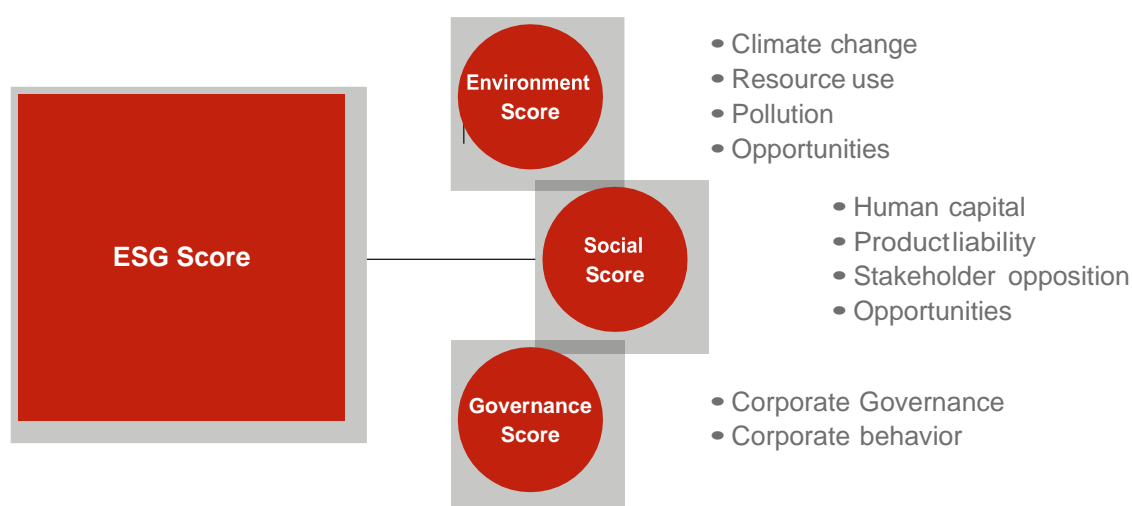 ESG Score
Environment
Score
• Climate change
• Resource use
• Pollution
• Opportunities
Social
Score
• Human capital
• Productliability
• Stakeholder opposition
• Opportunities
Governance
Score
• Corporate Governance
• Corporate behavior